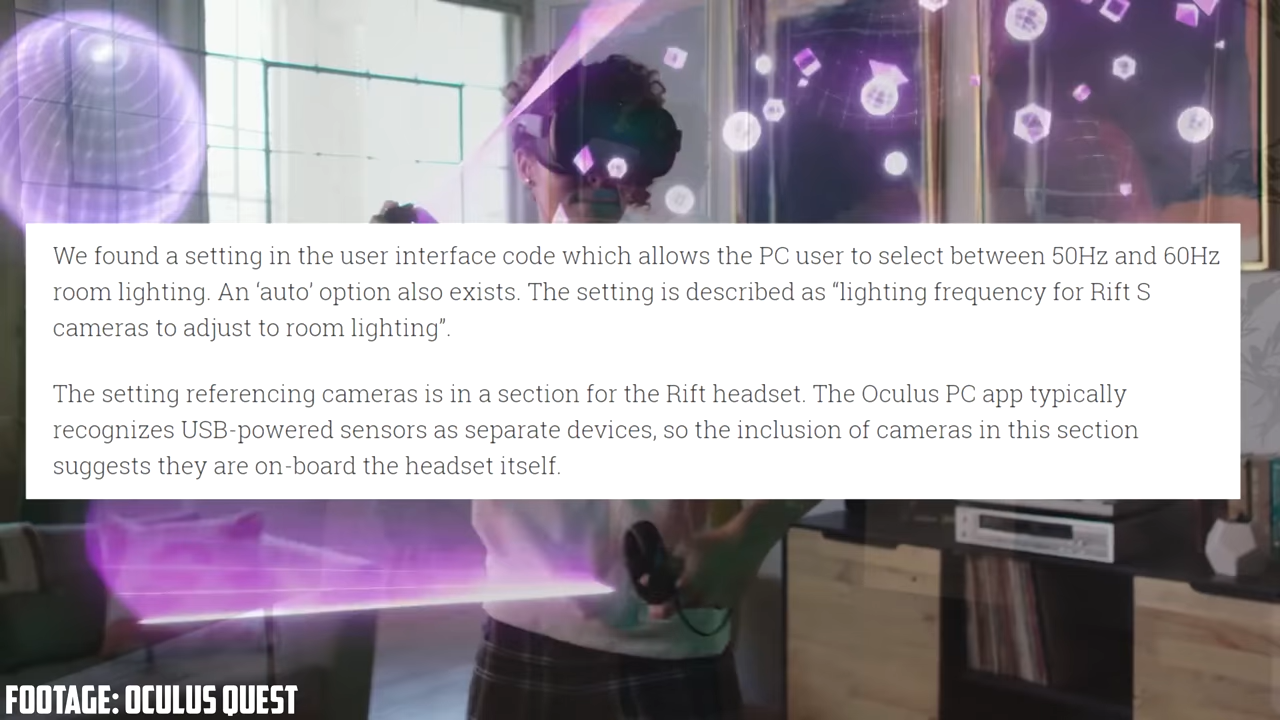 We found a setting in the user interface code which allows the PC user to select between 50Hz and 60Hz
room lighting. An ‘auto’ option also exists. The setting is described as “lighting frequency for Rift S
cameras to adjust to room lighting”.
The setting referencing cameras is in a section for the Rift headset. The Oculus PC app typically
recognizes USB-powered sensors as separate devices, so the inclusion of cameras in this section
suggests they are on-board the headset itself.
FOOTAGE: OCULUS QUEST